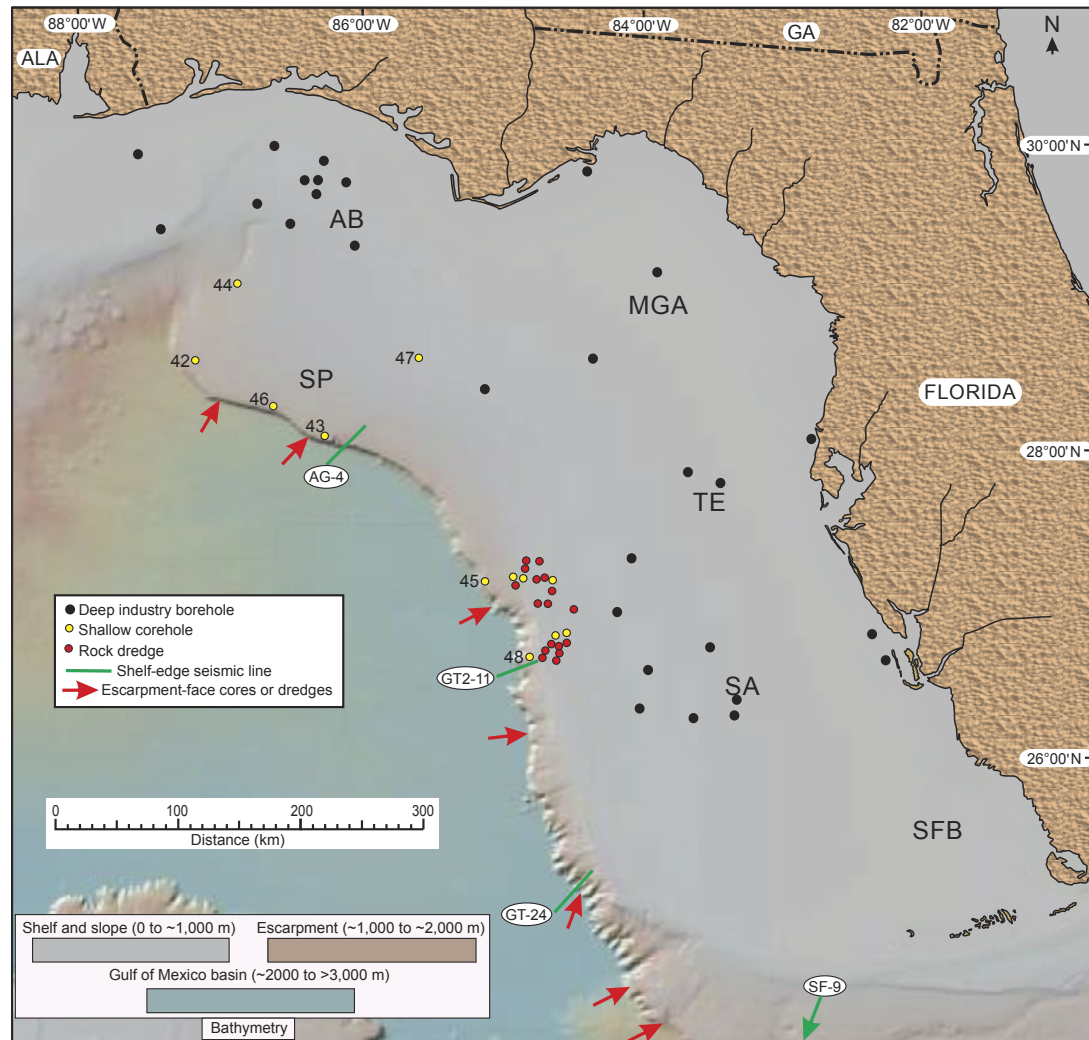 88°00'W
86°00'W
84°00'W
82°00'W
ALA
GA
N
30°00'N
AB
44
MGA
42
47
SP
46
43
FLORIDA
28°00'N
AG-4
TE
45
Deep industry borehole
Shallow corehole
Rock dredge
Shelf-edge seismic line
Escarpment-face cores or dredges
48
GT2-11
SA
26°00'N
0 100 200 300
Distance (km)
SFB
GT-24
Shelf and slope (0 to ~1,000 m)
Escarpment (~1,000 to ~2,000 m)
Gulf of Mexico basin (~2000 to >3,000 m)
Bathymetry
SF-9